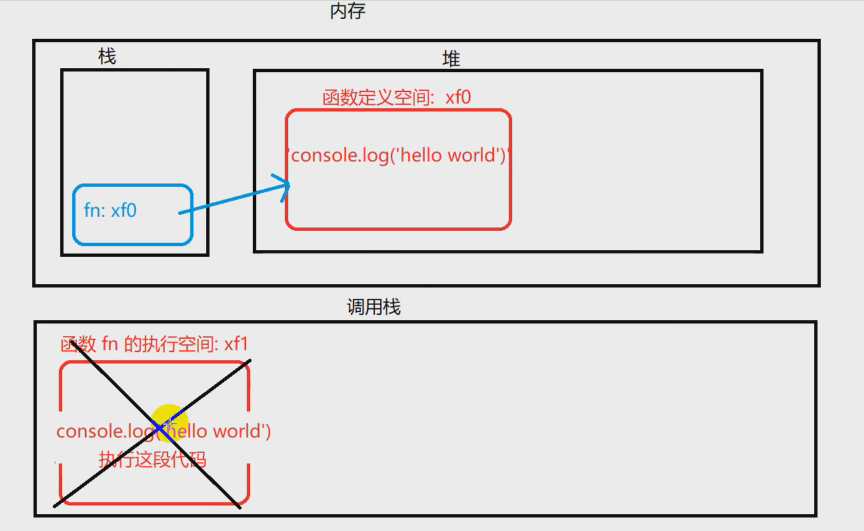 内存
栈
堆
函数定义空间: xf0
'console.log('hello world')'
fn: xf0
调用栈
函数 fn 的执行空间: xf1
console.log('hello world')
执行这段代码